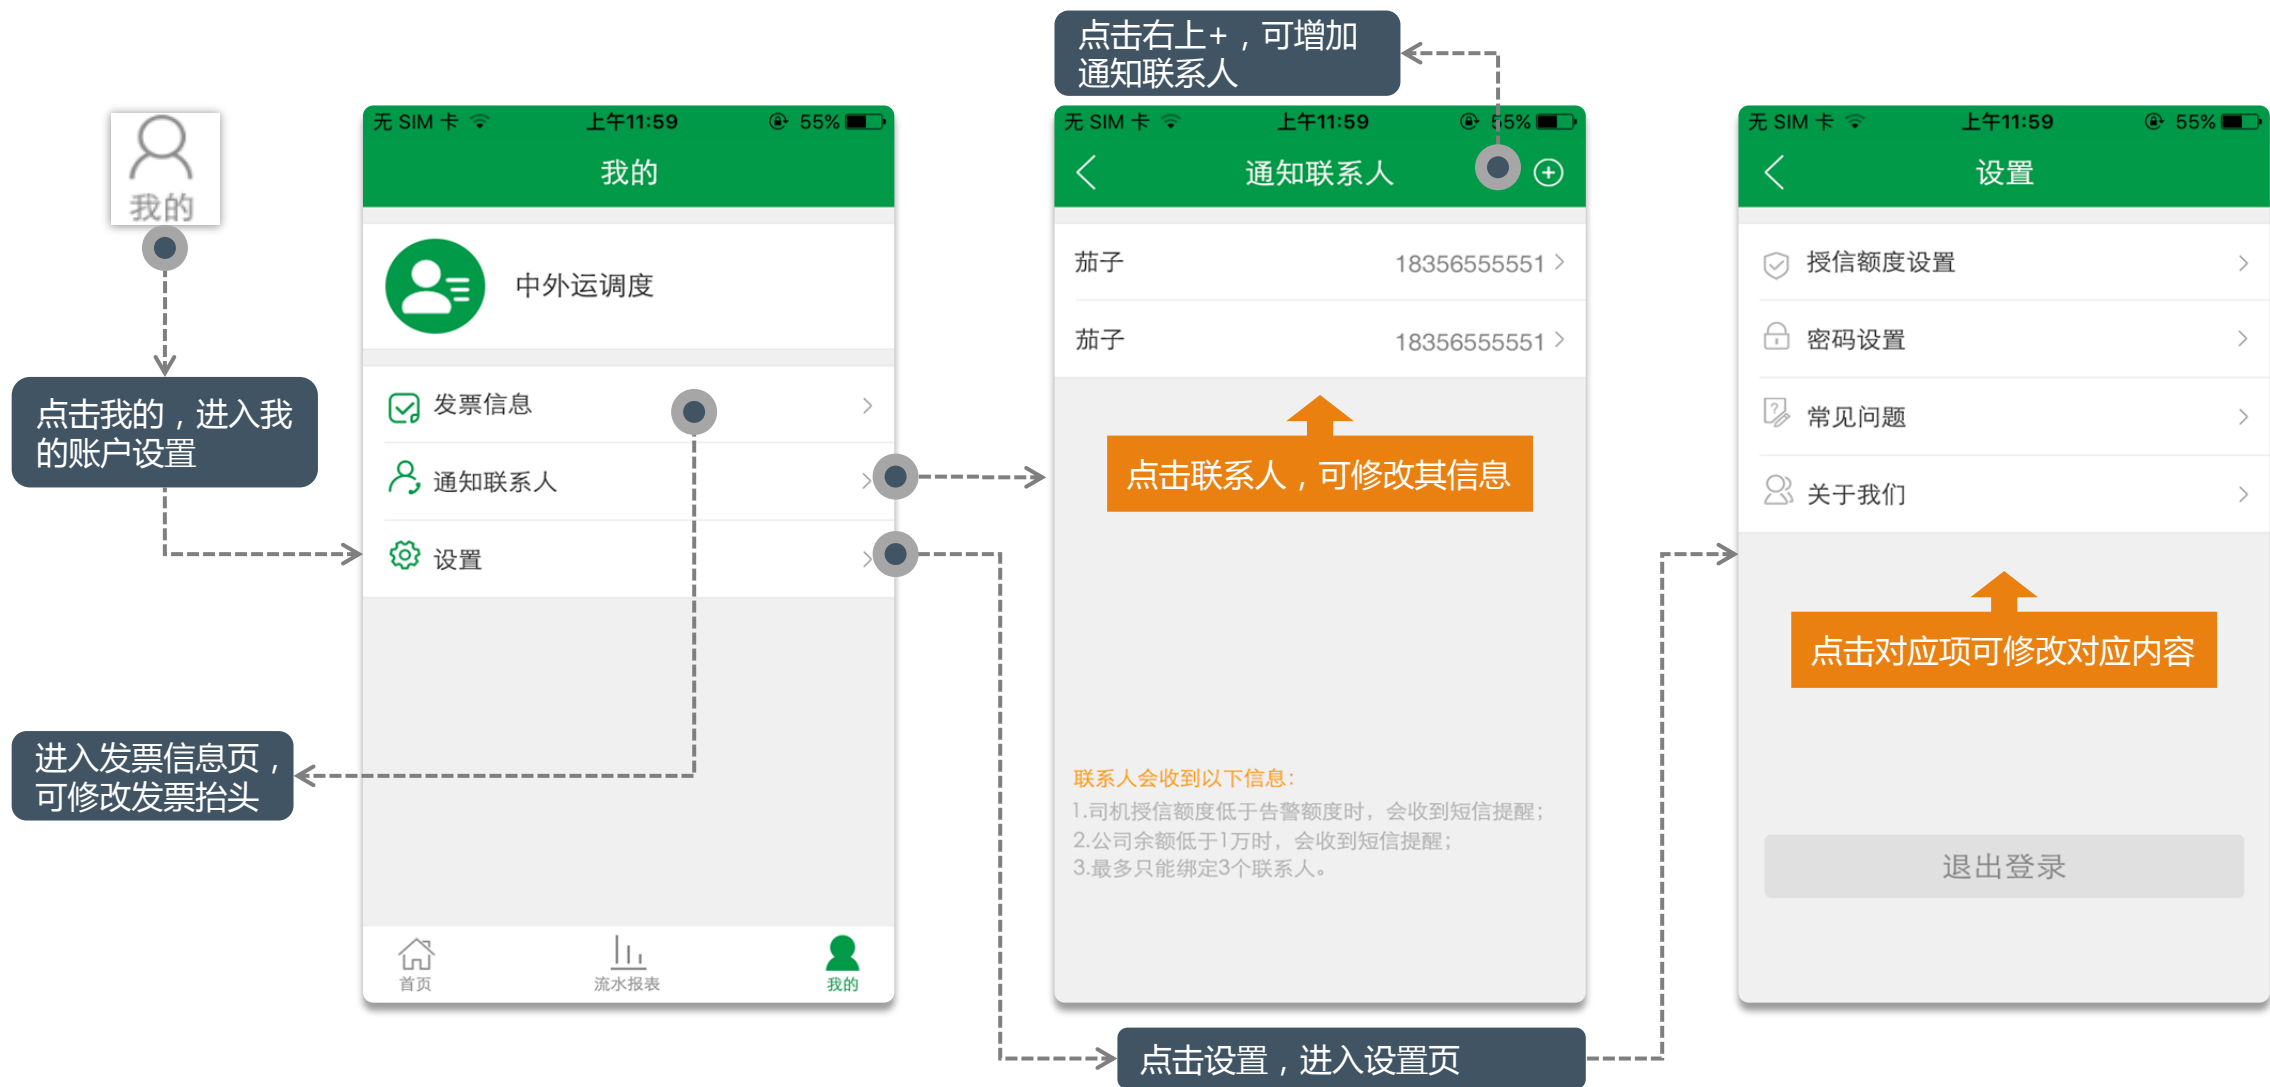 点击右上+，可增加
通知联系人
我的
点击我的，进入我
的账户设置
进入发票信息页，
可修改发票抬头
无 SIM 卡 上午11:59 55%
我的
中外运调度
发票信息
通知联系人
设置
首页 流水报表 我的
无 SIM 卡 上午11:59 55%
通知联系人
茄子 18356555551
茄子 18356555551
点击联系人，可修改其信息
联系人会收到以下信息：
1.司机授信额度低于告警额度时，会收到短信提醒；
2.公司余额低于1万时，会收到短信提醒；
3.最多只能绑定3个联系人。
点击设置，进入设置页
无 SIM 卡 上午11:59 55%
设置
授信额度设置
密码设置
常见问题
关于我们
点击对应项可修改对应内容
退出登录